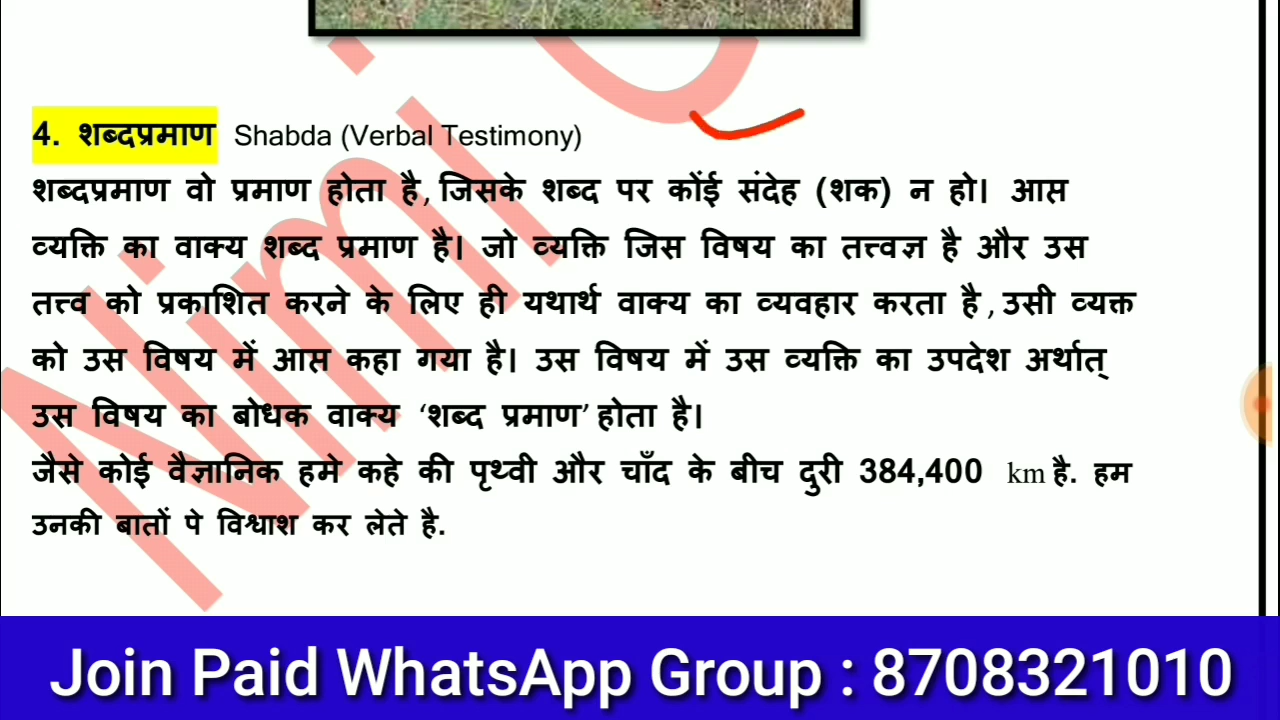 4. शब्दप्रमाण Shabda (Verbal Testimony)
शब्दप्रमाण वो प्रमाण होता है, जिसके शब्द पर कोंई संदेह (शक) न हो। आप्त
व्यक्ति का वाक्य शब्द प्रमाण है। जो व्यक्ति जिस विषय का तत्त्वज्ञ है और उस
तत्त्व को प्रकाशित करने के लिए ही यथार्थ वाक्य का व्यवहार करता है, उसी व्यक्त
को उस विषय में आप्त कहा गया है। उस विषय में उस व्यक्ति का उपदेश अर्थात्
उस विषय का बोधक वाक्य ‘शब्द प्रमाण’ होता है।
जैसे कोई वैज्ञानिक हमे कहे की पृथ्वी और चाँद के बीच दुरी 384,400 km है. हम
उनकी बातों पे विश्वाश कर लेते है.
Join Paid WhatsApp Group : 8708321010